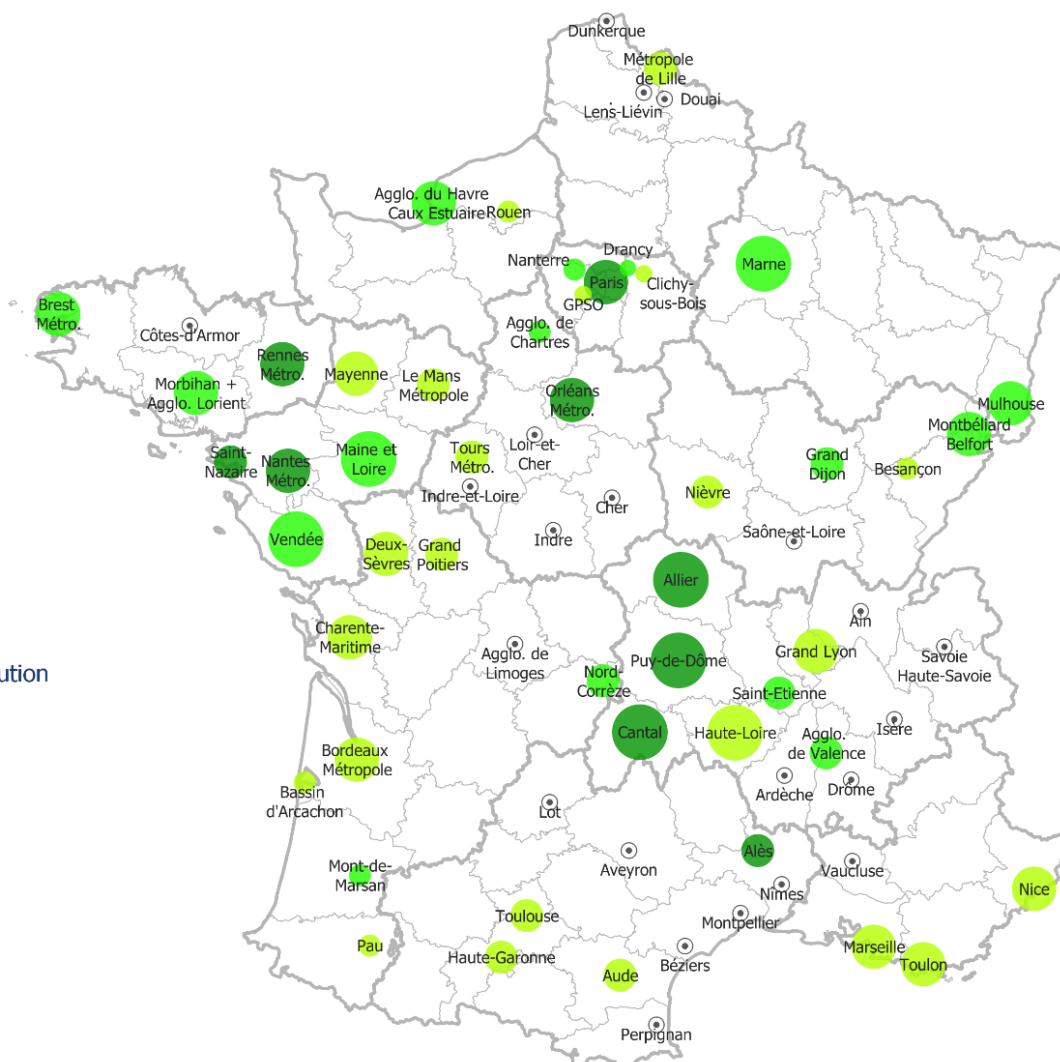 Dunkerque
Métropole
de Lille
Lens-Liévin
Douai
Agglo. du Havre
Caux Estuaire
Rouen
Nanterre
Drancy
Paris
Clichy-
sous-Bois
GPSO
Marne
Brest
Métro.
Côtes-d'Armor
Agglo. de
Chartres
Rennes
Métro.
Mayenne
Le Mans
Métropole
Morbihan +
Agglo. Lorient
Orléans
Métro.
Mulhouse
Montbéliard
Belfort
Saint-
Nazaire
Nantes
Métro.
Maine et
Loire
Tours
Métro.
Loir-et-
Cher
Indre-et-Loire
Grand
Dijon
Besançon
Nièvre
Cher
Indre
Saône-et-Loire
Vendée
Deux-
Sèvres
Grand
Poitiers
Allier
Charente-
Maritime
Agglo. de
Limoges
Puy-de-Dôme
Grand Lyon
Ain
Savoie
Haute-Savoie
ution
Nord-
Corrèze
Saint-Etienne
Cantal
Haute-Loire
Agglo.
de Valence
Isère
Bordeaux
Métropole
Bassin
d'Arcachon
Ardèche
Drôme
Lot
Mont-de-
Marsan
Aveyron
Alès
Vaucluse
Nîmes
Nice
Toulouse
Montpellier
Pau
Haute-Garonne
Aude
Béziers
Marseille
Toulon
Perpignan